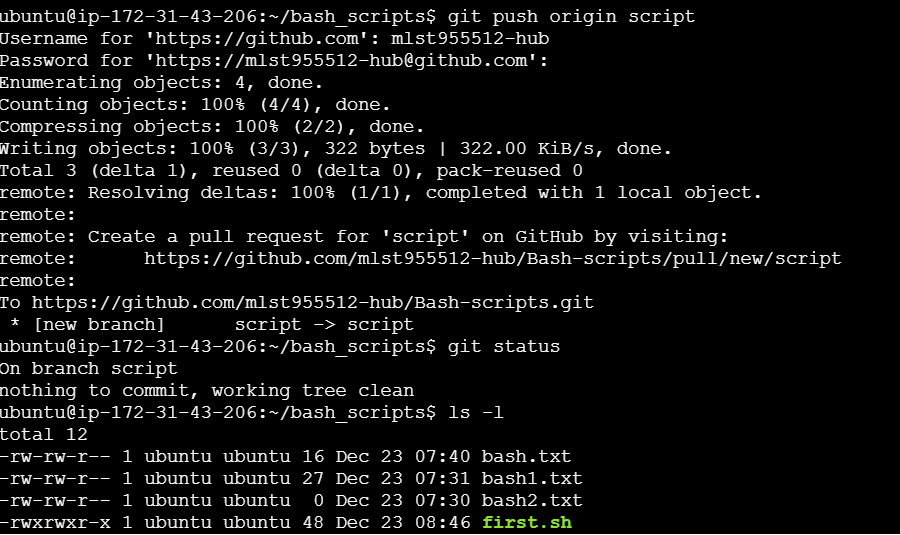 ubuntu@ip-172-31-43-206:~/bash_scripts$ git push origin script
Username for 'https://github.com': mlst955512-hub
Password for 'https://mlst955512-hub@github.com':
Enumerating objects: 4, done.
Counting objects: 100% (4/4), done.
Compressing objects: 100% (2/2), done.
Writing objects: 100% (3/3), 322 bytes | 322.00 KiB/s, done.
Total 3 (delta 1), reused 0 (delta 0), pack-reused 0
remote: Resolving deltas: 100% (1/1), completed with 1 local object.
remote:
remote: Create a pull request for 'script' on GitHub by visiting:
remote:      https://github.com/mlst955512-hub/Bash-scripts/pull/new/script
remote:
To https://github.com/mlst955512-hub/Bash-scripts.git
 * [new branch]      script -> script
ubuntu@ip-172-31-43-206:~/bash_scripts$ git status
On branch script
nothing to commit, working tree clean
ubuntu@ip-172-31-43-206:~/bash_scripts$ ls -l
total 12
-rw-rw-r-- 1 ubuntu ubuntu 16 Dec 23 07:40 bash.txt
-rw-rw-r-- 1 ubuntu ubuntu 27 Dec 23 07:31 bash1.txt
-rw-rw-r-- 1 ubuntu ubuntu  0 Dec 23 07:30 bash2.txt
-rwxrwxr-x 1 ubuntu ubuntu 48 Dec 23 08:46 first.sh